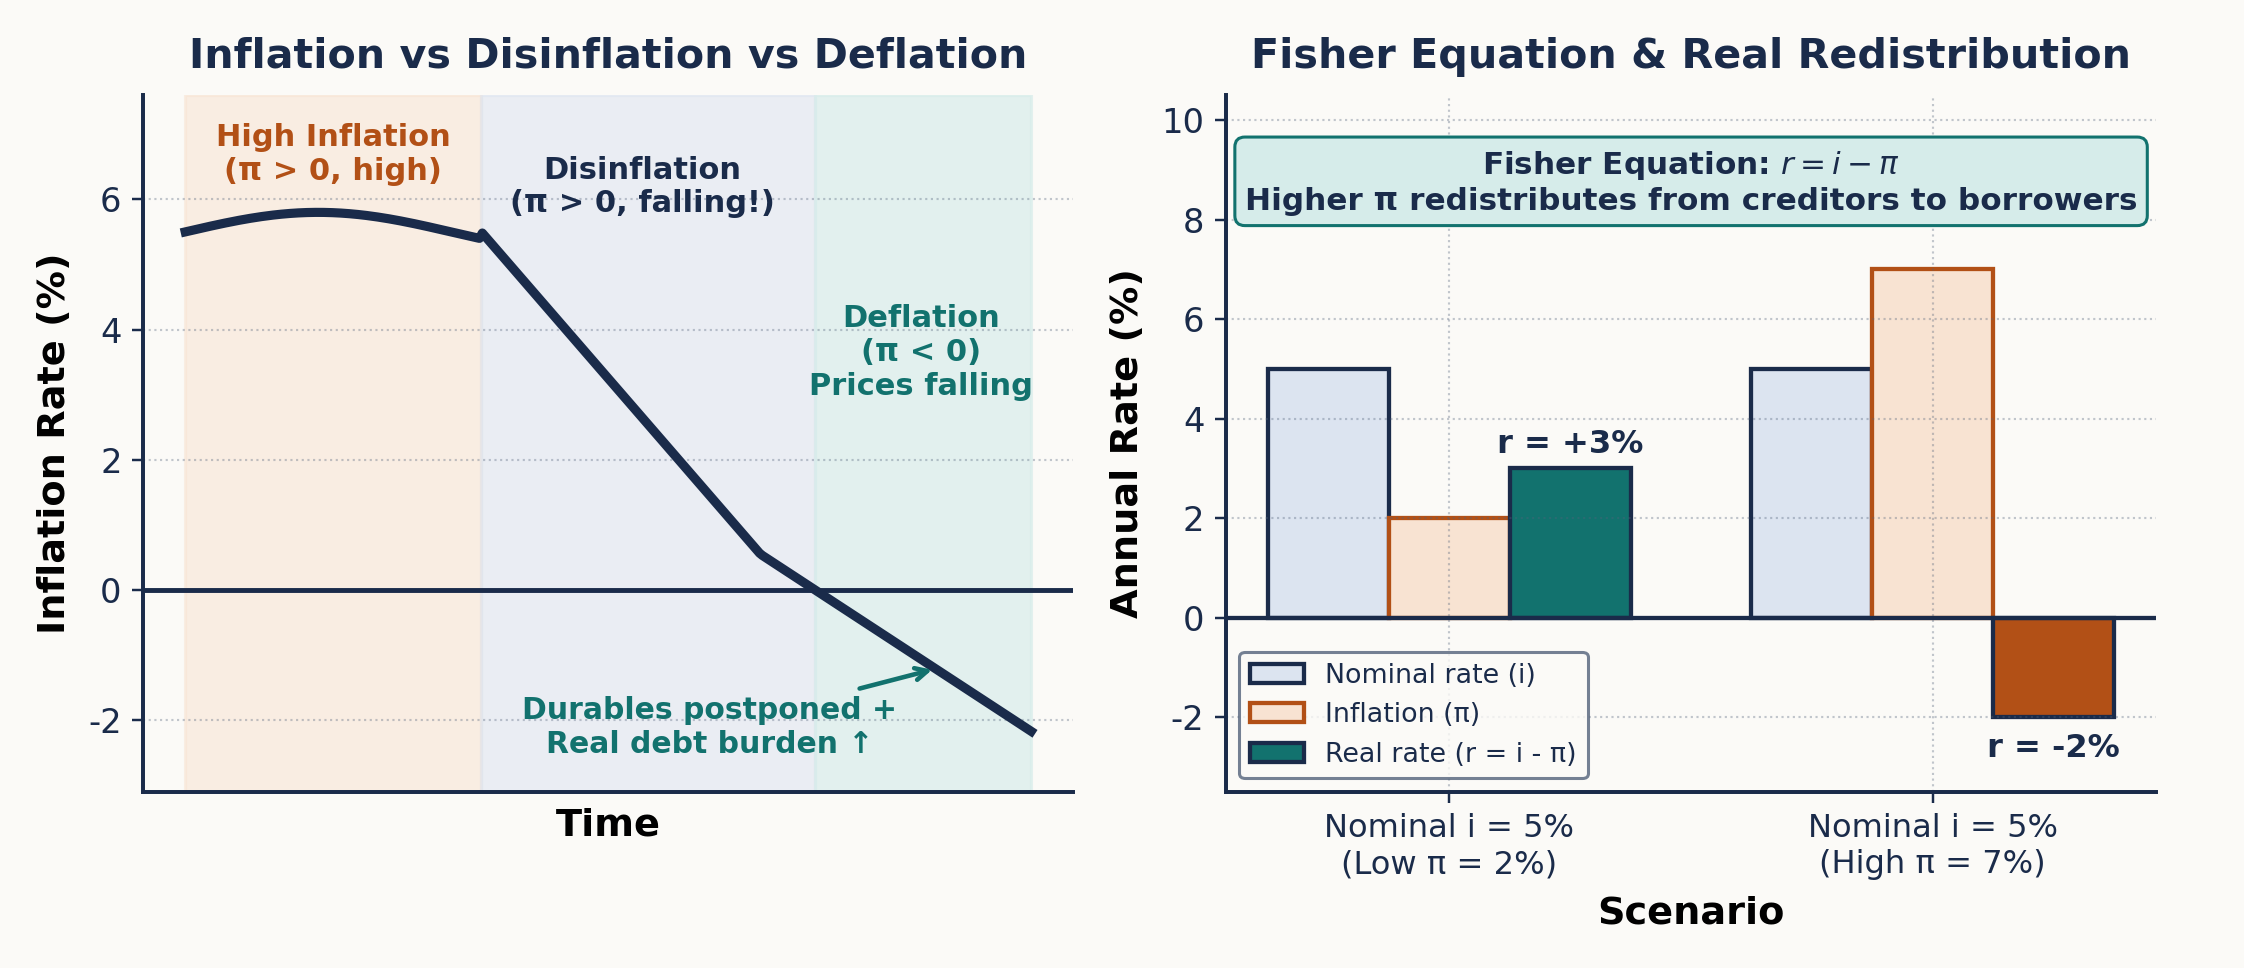 Inflation vs Disinflation vs Deflation
High Inflation
(π > 0, high)
Disinflation
(π > 0, falling!)
Deflation
(π < 0)
Prices falling
Durables postponed +
Real debt burden ↑
Inflation Rate (%)
6
4
2
0
-2
Time
Fisher Equation & Real Redistribution
Fisher Equation: r = i − π
Higher π redistributes from creditors to borrowers
Annual Rate (%)
10
8
6
4
2
0
-2
r = +3%
r = -2%
Nominal rate (i)
Inflation (π)
Real rate (r = i - π)
Nominal i = 5%
(Low π = 2%)
Nominal i = 5%
(High π = 7%)
Scenario